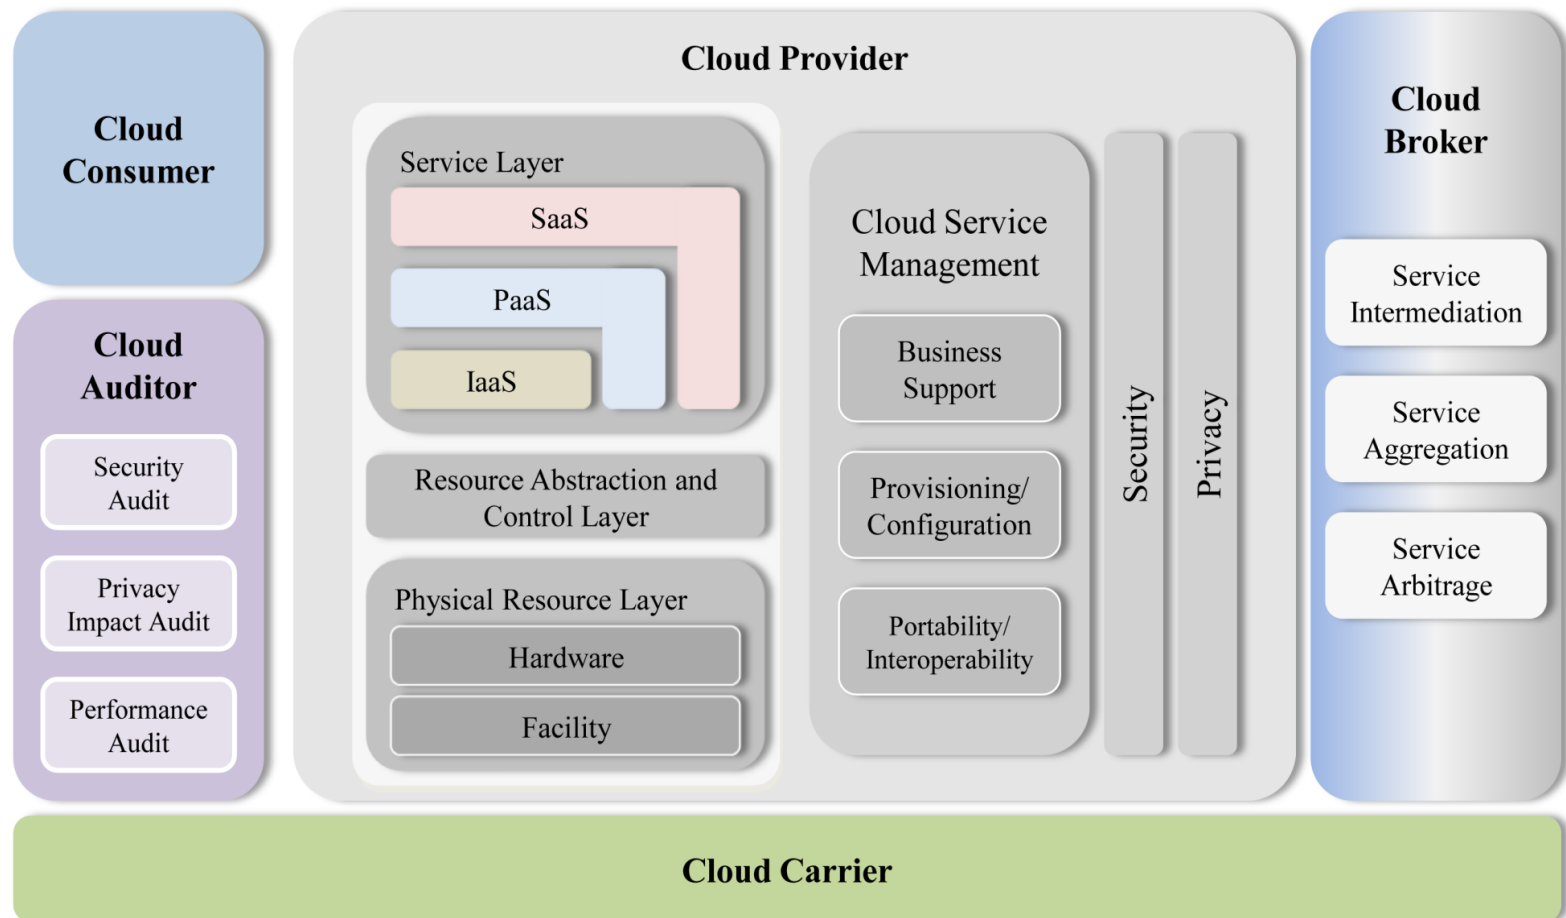 Cloud
Consumer
Cloud
Auditor
Security
Audit
Privacy
Impact Audit
Performance
Audit
Cloud Provider
Service Layer
SaaS
PaaS
IaaS
Resource Abstraction and
Control Layer
Physical Resource Layer
Hardware
Facility
Cloud Service
Management
Business
Support
Provisioning/
Configuration
Portability/
Interoperability
Security
Privacy
Cloud
Broker
Service
Intermediation
Service
Aggregation
Service
Arbitrage
Cloud Carrier